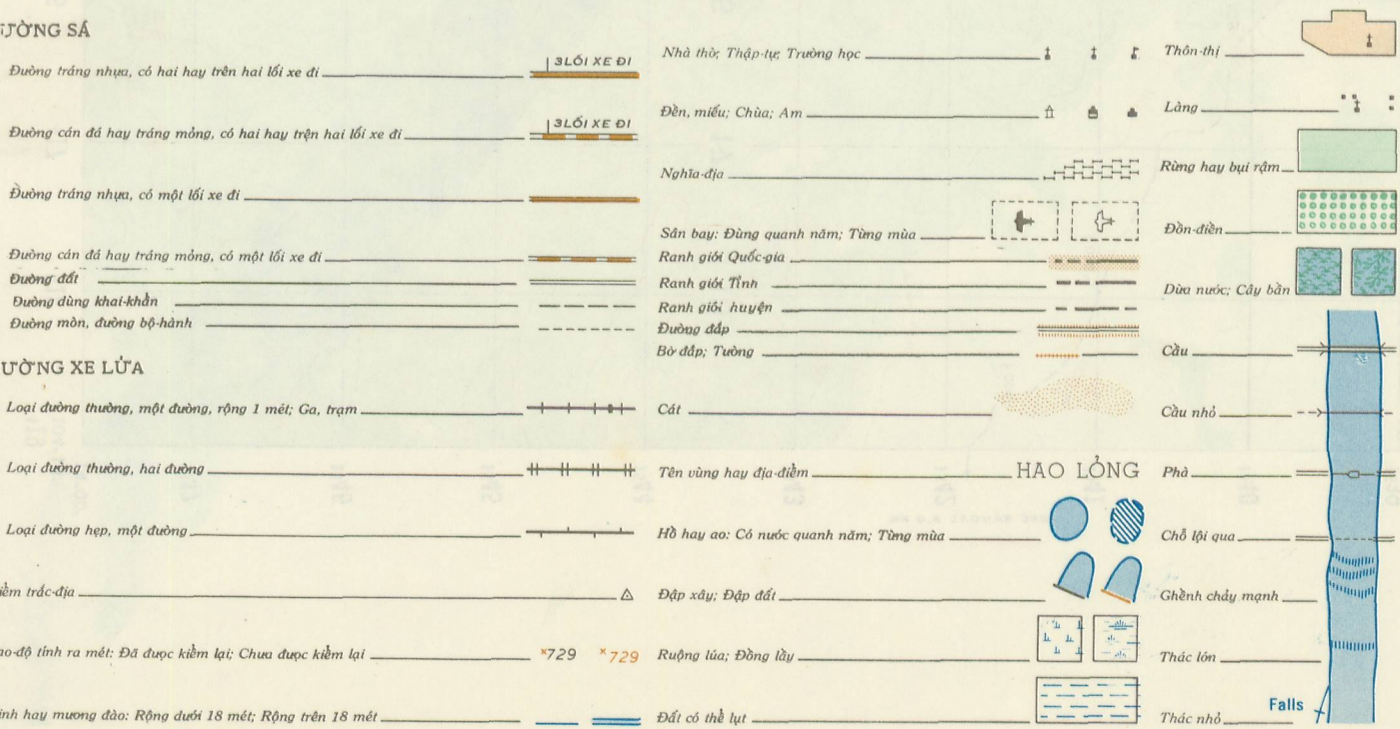 ƯỜNG SÁ
Đường tráng nhựa, có hai hay trên hai lối xe đi
3 LỐI XE ĐI
Đường cán đá hay tráng mỏng, có hai hay trện hai lối xe đi
3 LỐI XE ĐI
Đường tráng nhựa, có một lối xe đi
Đường cán đá hay tráng mỏng, có một lối xe đi
Đường đất
Đường dùng khai-khẩn
Đường mòn, đường bộ-hành
ƯỜNG XE LỬA
Loại đường thường, một đường, rộng 1 mét; Ga, trạm
Loại đường thường, hai đường
Loại đường hẹp, một đường
iểm trắc-địa
ao-độ tính ra mét: Đã được kiểm lại; Chưa được kiểm lại
×729 ×729
inh hay mương đào: Rộng dưới 18 mét; Rộng trên 18 mét
Nhà thờ; Thập-tự; Trường học
Đền, miếu; Chùa; Am
Nghĩa-địa
Sân bay: Dùng quanh năm; Từng mùa
Ranh giới Quốc-gia
Ranh giới Tỉnh
Ranh giới huyện
Đường đắp
Bờ đắp; Tường
Cát
Tên vùng hay địa-điểm
HAO LỎNG
Hồ hay ao: Có nước quanh năm; Từng mùa
Đập xây; Đập đất
Ruộng lúa; Đồng lầy
Đất có thể lụt
Thôn-thị
Làng
Rừng hay bụi rậm
Đồn-điền
Dừa nước; Cây bần
Cầu
Cầu nhỏ
Phà
Chỗ lội qua
Ghềnh chảy mạnh
Thác lớn
Thác nhỏ
Falls